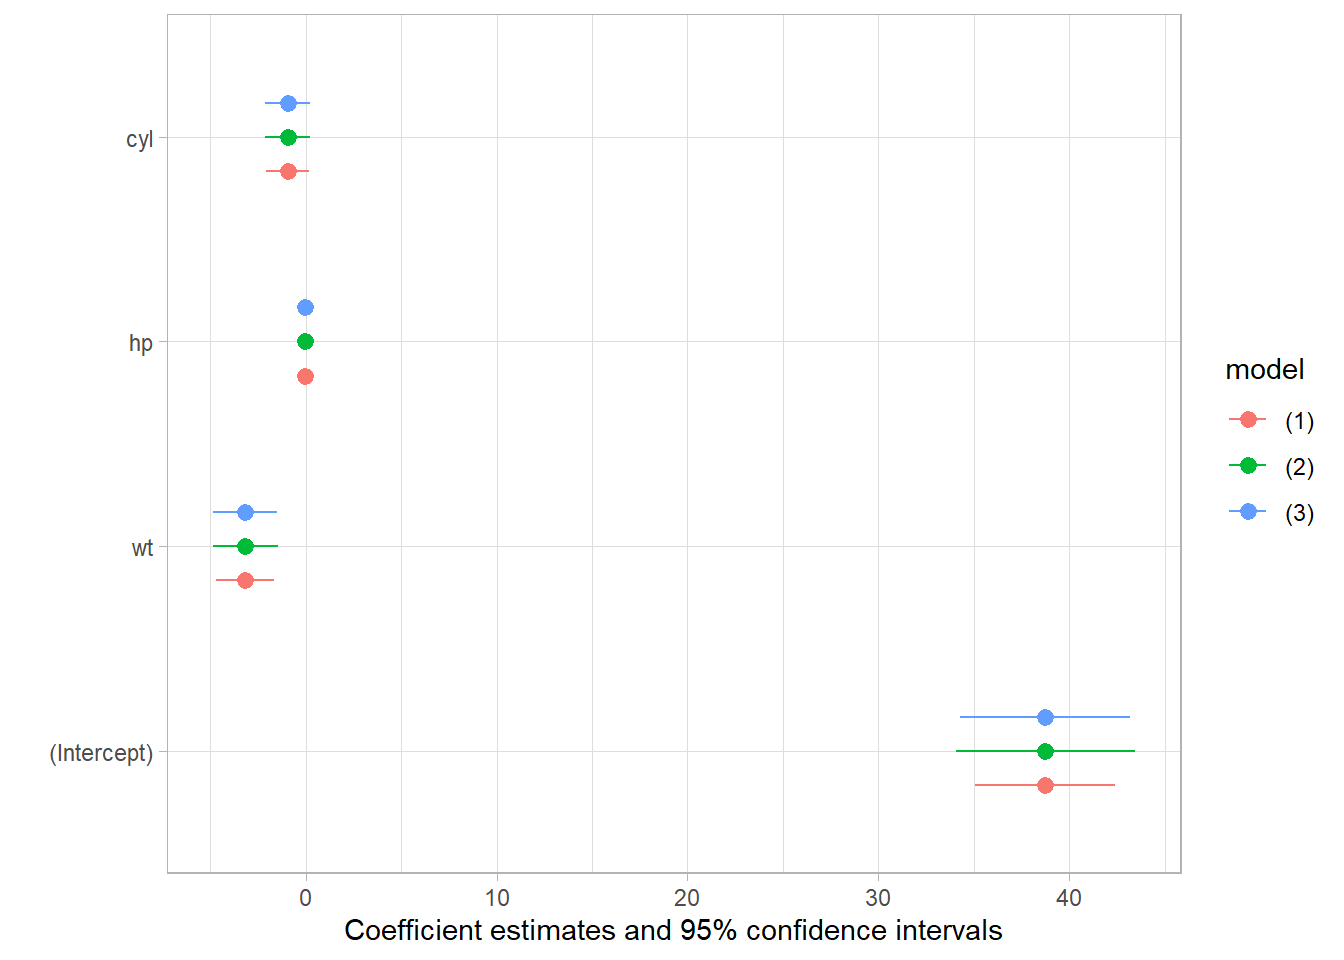 cyl
hp
wt
(Intercept)
0 10 20 30 40
Coefficient estimates and 95% confidence intervals
model
(1)
(2)
(3)